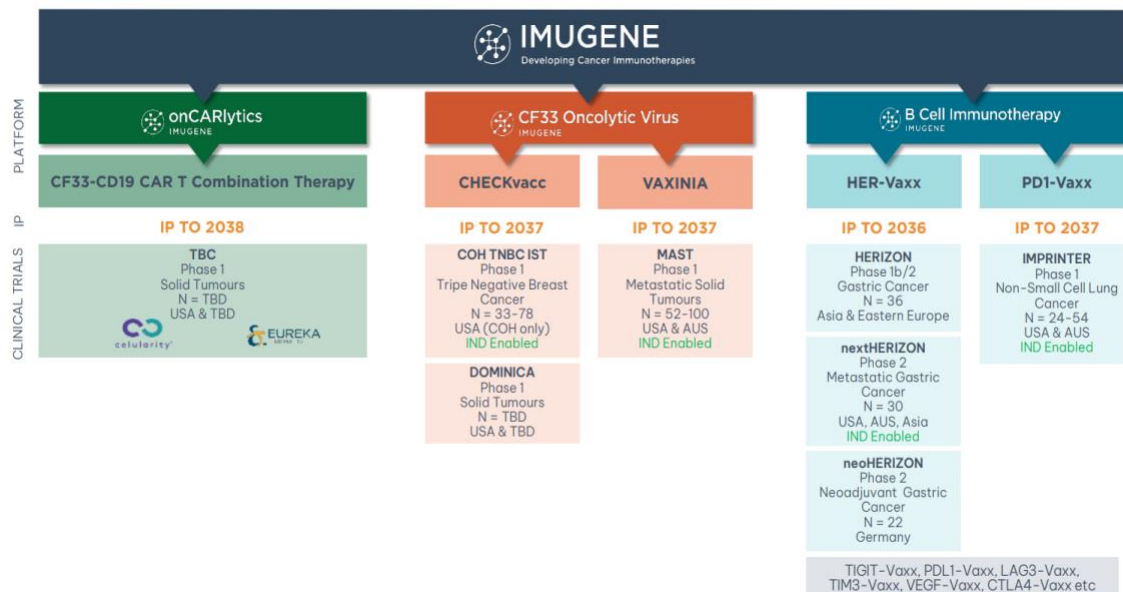 IMUGENE
Developing Cancer Immunotherapies
PLATFORM
onCARlytics
IMUGENE
CF33-CD19 CAR T Combination Therapy
CF33 Oncolytic Virus
IMUGENE
CHECKvacc
VAXINIA
B Cell Immunotherapy
IMUGENE
HER-Vaxx
PD1-Vaxx
IP
IP TO 2038
IP TO 2037
IP TO 2037
IP TO 2036
IP TO 2037
CLINICAL TRIALS
TBC
Phase 1
Solid Tumours
N = TBD
USA & TBD
celularity
EUREKA
COH TNBC IST
Phase 1
Tripe Negative Breast
Cancer
N = 33-78
USA (COH only)
IND Enabled
DOMINICA
Phase 1
Solid Tumours
N = TBD
USA & TBD
MAST
Phase 1
Metastatic Solid
Tumours
N = 52-100
USA & AUS
IND Enabled
HERIZON
Phase 1b/2
Gastric Cancer
N = 36
Asia & Eastern Europe
nextHERIZON
Phase 2
Metastatic Gastric
Cancer
N = 30
USA, AUS, Asia
IND Enabled
neoHERIZON
Phase 2
Neoadjuvant Gastric
Cancer
N = 22
Germany
IMPRINTER
Phase 1
Non-Small Cell Lung
Cancer
N = 24-54
USA & AUS
IND Enabled
TIGIT-Vaxx, PDL1-Vaxx, LAG3-Vaxx,
TIM3-Vaxx, VEGF-Vaxx, CTLA4-Vaxx etc